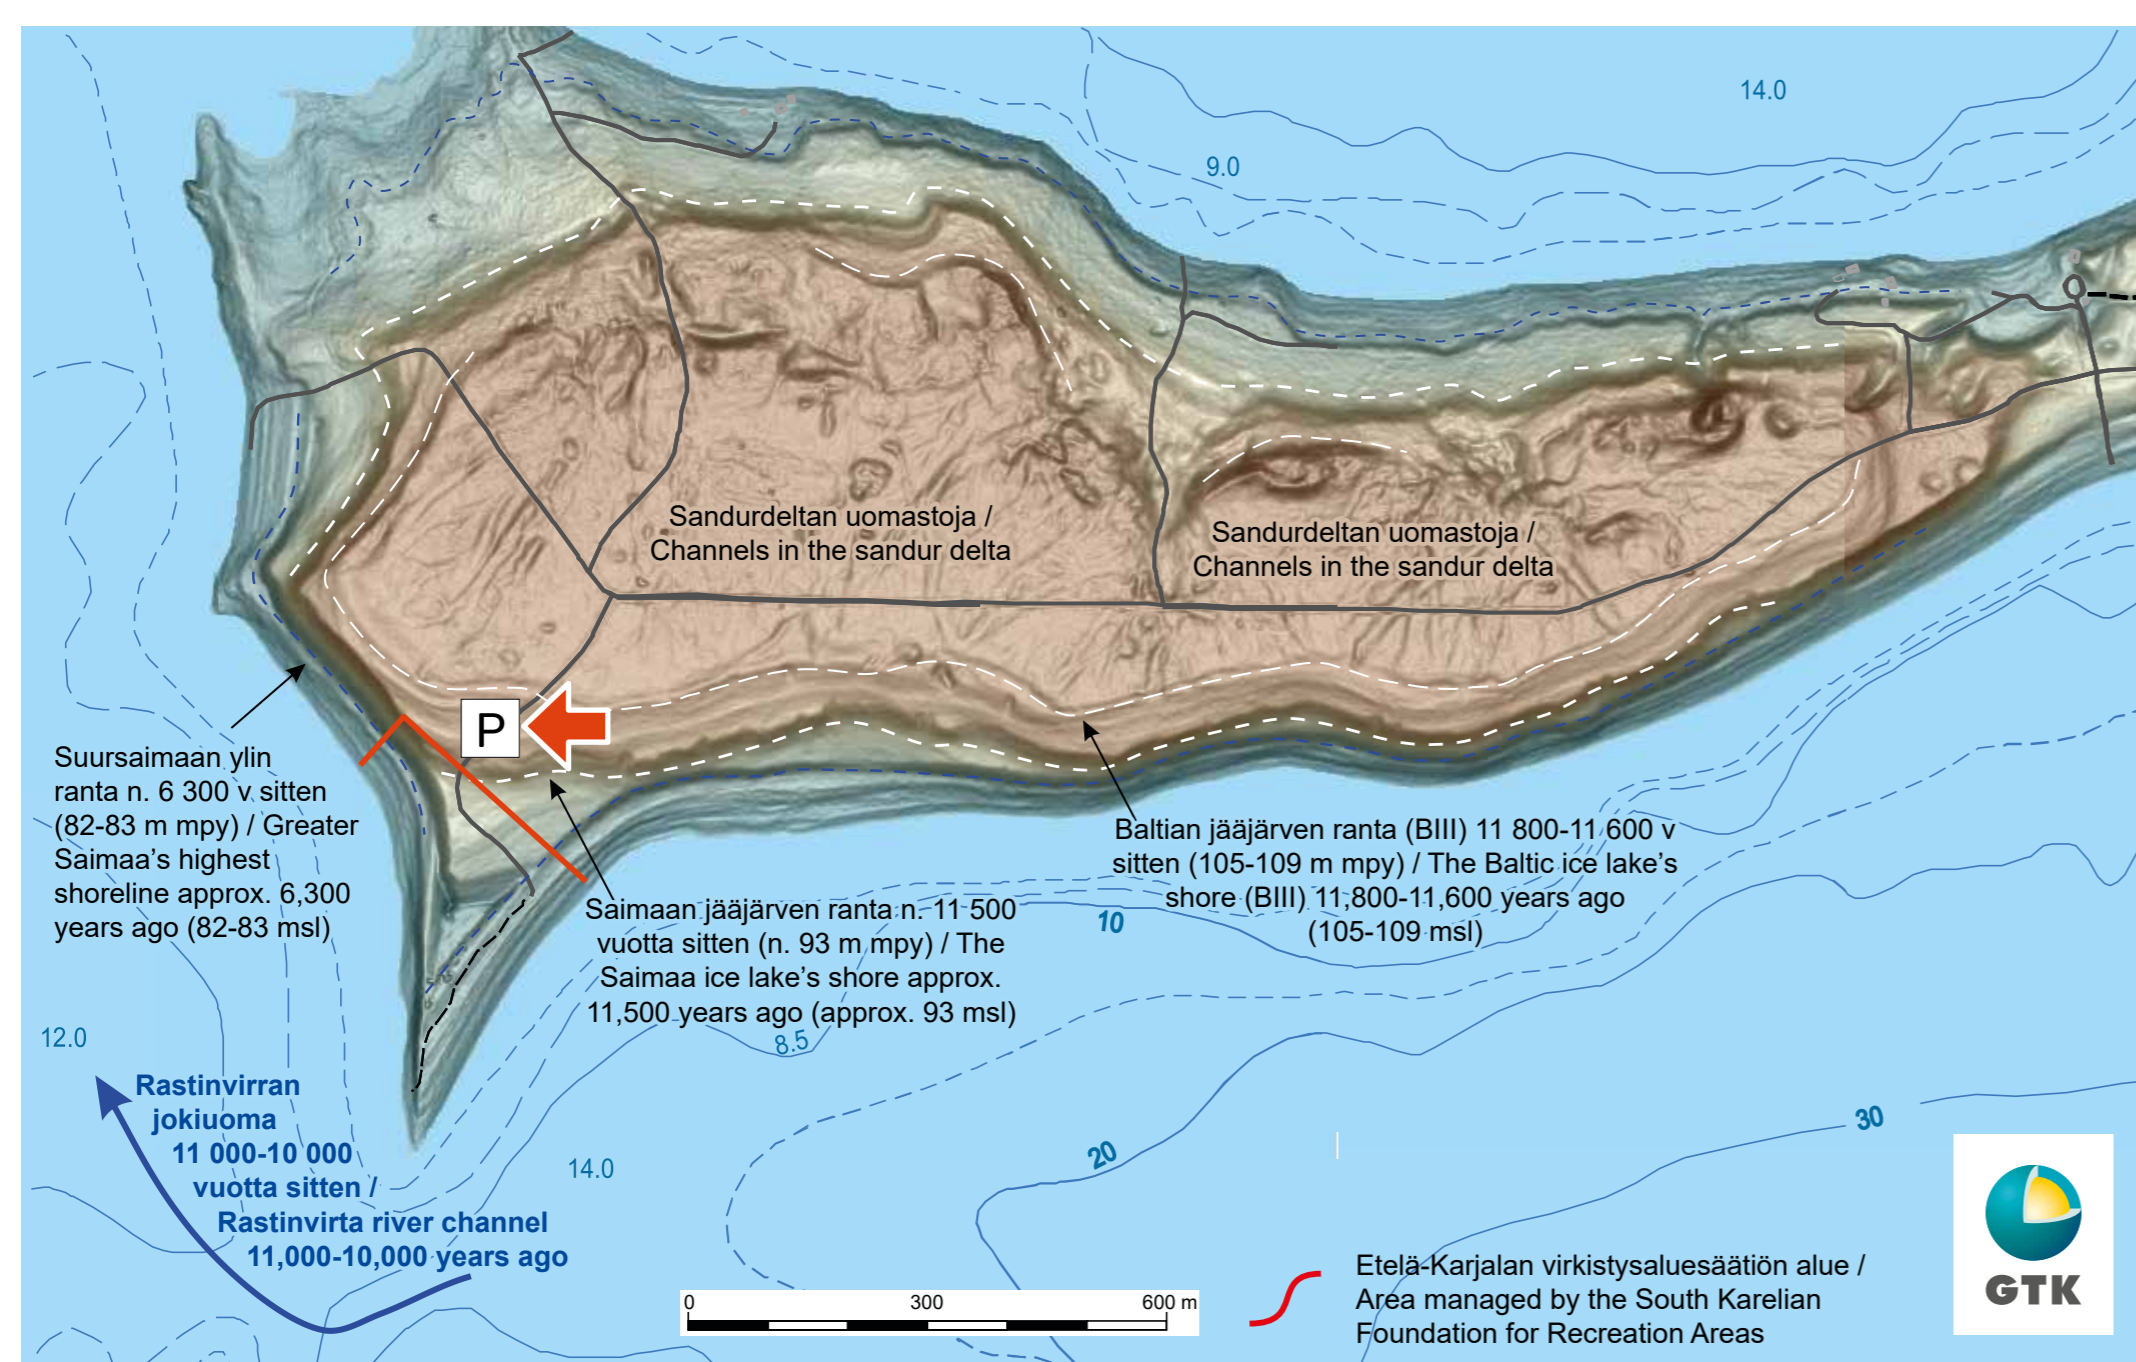 14.0
9.0
Sandurdeltan uomastoja /
Channels in the sandur delta
Sandurdeltan uomastoja /
Channels in the sandur delta
P
Suursaimaan ylin
ranta n. 6 300 v sitten
(82-83 m mpy) / Greater
Saimaa's highest
shoreline approx. 6,300
years ago (82-83 msl)
Baltian jääjärven ranta (BIII) 11 800-11 600 v
sitten (105-109 m mpy) / The Baltic ice lake's
shore (BIII) 11,800-11,600 years ago
(105-109 msl)
Saimaan jääjärven ranta n. 11 500
vuotta sitten (n. 93 m mpy) / The
Saimaa ice lake's shore approx.
11,500 years ago (approx. 93 msl)
10
12.0
8.5
Rastinvirran
jokiuoma
11 000-10 000
vuotta sitten /
Rastinvirta river channel
11,000-10,000 years ago
14.0
20
30
0 300 600 m
Etelä-Karjalan virkistysaluesäätiön alue /
Area managed by the South Karelian
Foundation for Recreation Areas
GTK